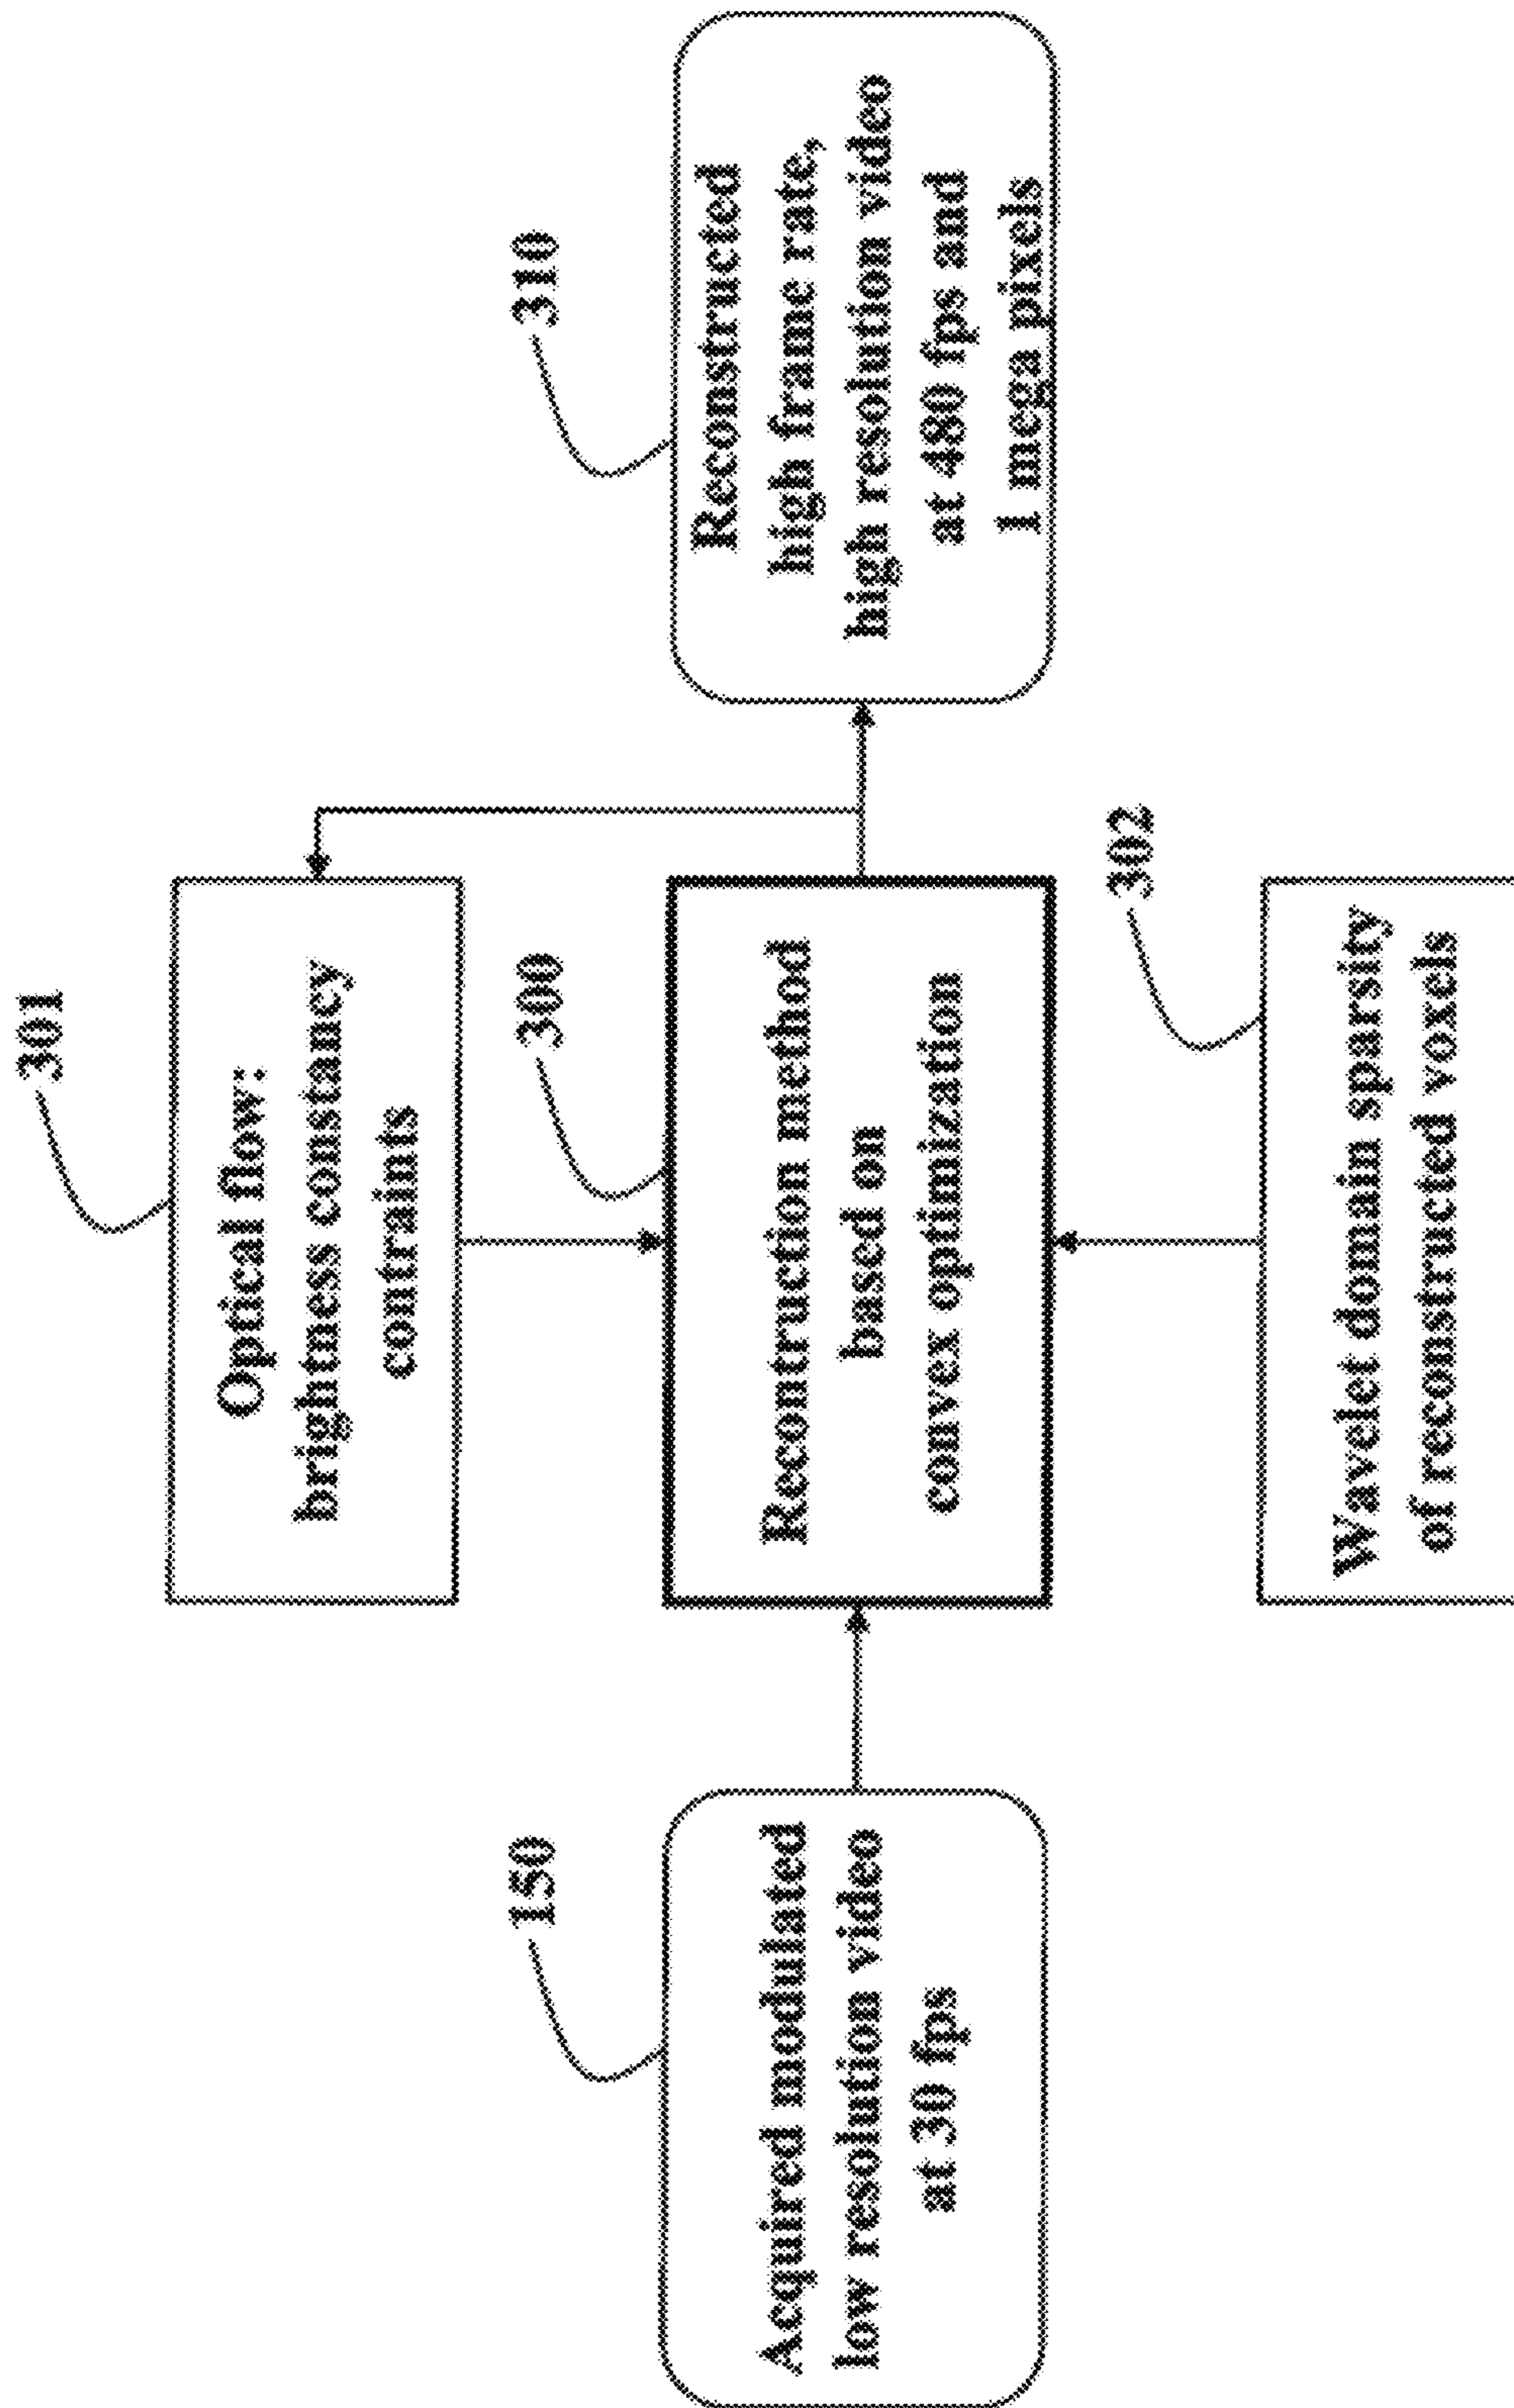 301
Optical flow:
brightness constancy
contraints
150
Acquired modulated
low resolution video
at 30 fps
300
Recontruction method
based on
convex optimization
310
Reconstructed
high frame rate,
high resolution video
at 480 fps and
1 mega pixels
302
Wavelet domain sparsity
of reconstructed voxels